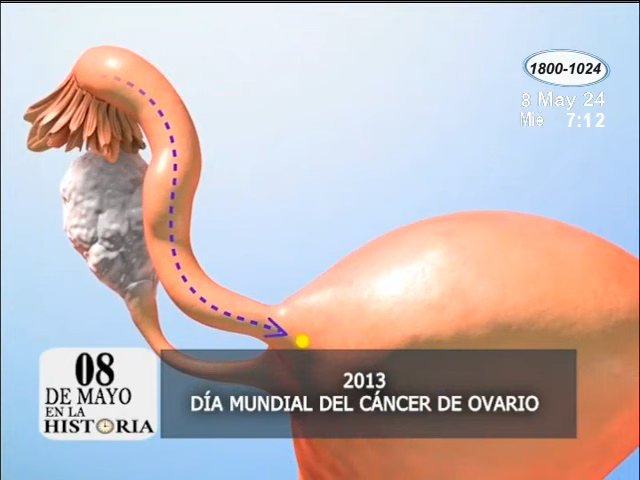 1800-1024
8 May 24
Mié 7:12
08
DE MAYO
EN LA
HISTORIA
2013
DÍA MUNDIAL DEL CÁNCER DE OVARIO